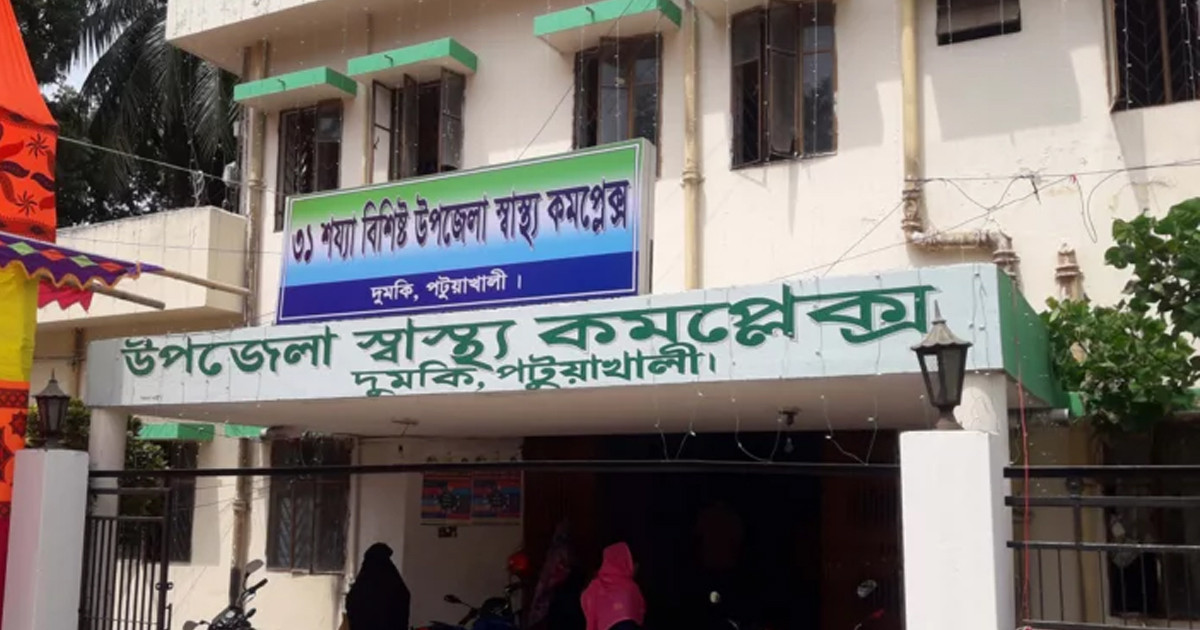 ৩১ শয্যা বিশিষ্ট উপজেলা স্বাস্থ্য কমপ্লেক্স
দুমকি, পটুয়াখালী ।
উপজেলা স্বাস্থ্য কমপ্লেক্স
দুমকি, পটুয়াখালী।